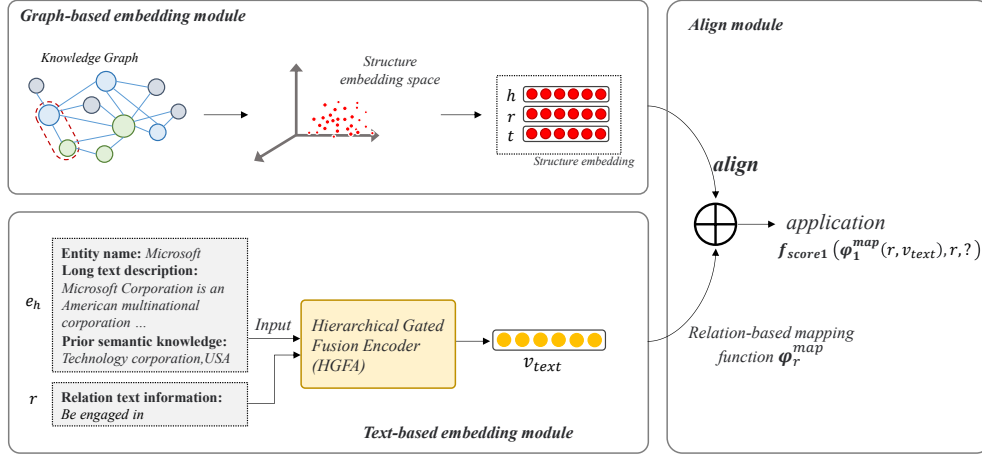 Graph-based embedding module
Knowledge Graph
Structure
embedding space
h
r
t
Structure embedding
Align module
align
application
f_score1 (φ_1^map(r, v_text), r, ?)
Relation-based mapping
function φ_r^map
e_h
Entity name: Microsoft
Long text description:
Microsoft Corporation is an
American multinational
corporation ...
Prior semantic knowledge:
Technology corporation,USA
r
Relation text information:
Be engaged in
Input
Hierarchical Gated
Fusion Encoder
(HGFA)
v_text
Text-based embedding module